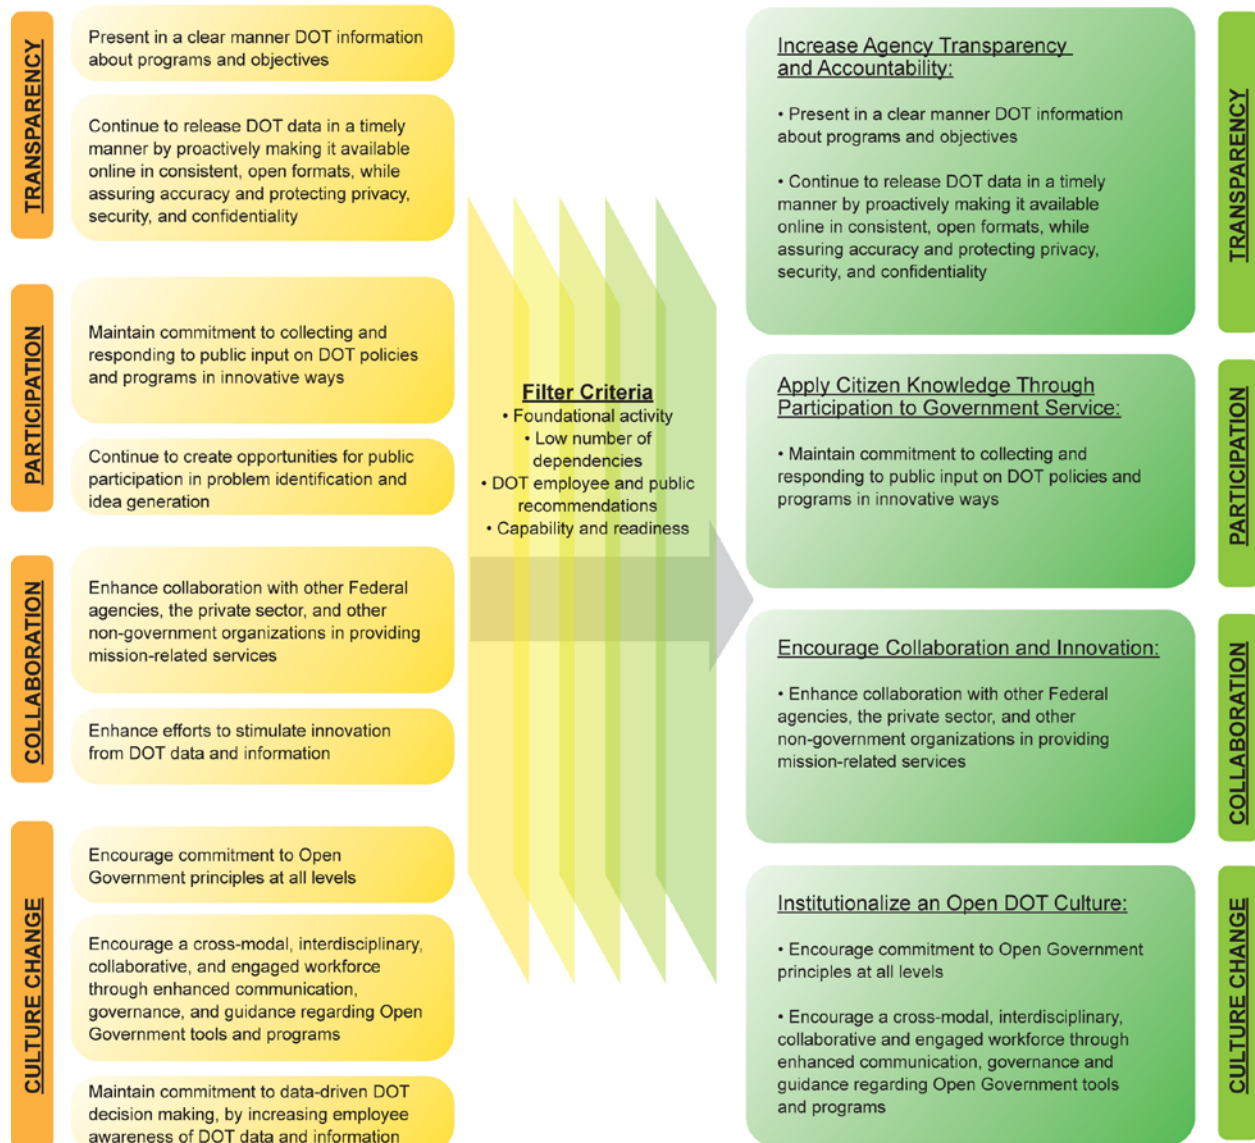 TRANSPARENCY
Present in a clear manner DOT information
about programs and objectives
Continue to release DOT data in a timely
manner by proactively making it available
online in consistent, open formats, while
assuring accuracy and protecting privacy,
security, and confidentiality
PARTICIPATION
Maintain commitment to collecting and
responding to public input on DOT policies
and programs in innovative ways
Continue to create opportunities for public
participation in problem identification and
idea generation
COLLABORATION
Enhance collaboration with other Federal
agencies, the private sector, and other
non-government organizations in providing
mission-related services
Enhance efforts to stimulate innovation
from DOT data and information
CULTURE CHANGE
Encourage commitment to Open
Government principles at all levels
Encourage a cross-modal, interdisciplinary,
collaborative, and engaged workforce
through enhanced communication,
governance, and guidance regarding Open
Government tools and programs
Maintain commitment to data-driven DOT
decision making, by increasing employee
awareness of DOT data and information
Filter Criteria
• Foundational activity
• Low number of
dependencies
• DOT employee and public
recommendations
• Capability and readiness
Increase Agency Transparency
and Accountability:
• Present in a clear manner DOT information
about programs and objectives
• Continue to release DOT data in a timely
manner by proactively making it available
online in consistent, open formats, while
assuring accuracy and protecting privacy,
security, and confidentiality
TRANSPARENCY
Apply Citizen Knowledge Through
Participation to Government Service:
• Maintain commitment to collecting and
responding to public input on DOT policies and
programs in innovative ways
PARTICIPATION
Encourage Collaboration and Innovation:
• Enhance collaboration with other Federal
agencies, the private sector, and other
non-government organizations in providing
mission-related services
COLLABORATION
Institutionalize an Open DOT Culture:
• Encourage commitment to Open Government
principles at all levels
• Encourage a cross-modal, interdisciplinary,
collaborative and engaged workforce through
enhanced communication, governance and
guidance regarding Open Government tools
and programs
CULTURE CHANGE